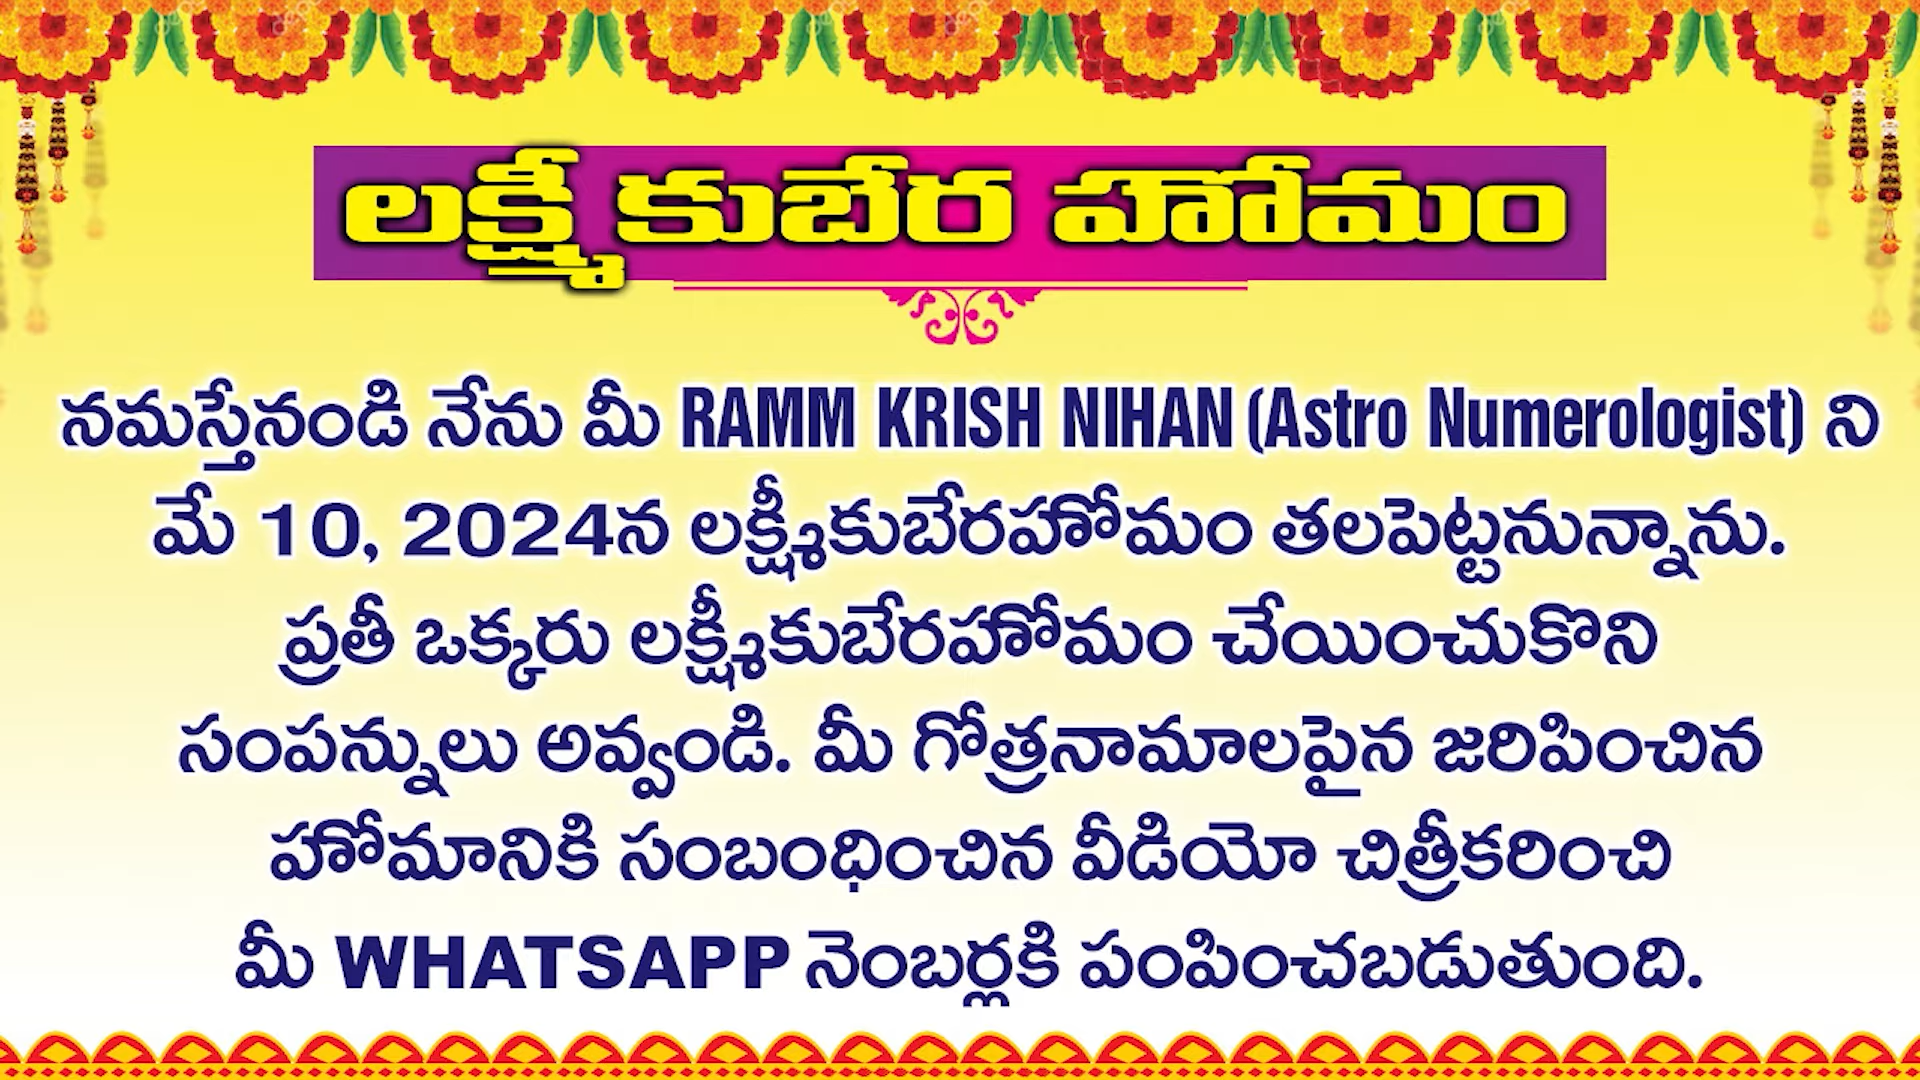 లక్ష్మీ కుబేర హోమం
నమస్తేనండి నేను మీ RAMM KRISH NIHAN (Astro Numerologist) ని
మే 10, 2024న లక్ష్మీకుబేరహోమం తలపెట్టనున్నాను.
ప్రతీ ఒక్కరు లక్ష్మీకుబేరహోమం చేయించుకొని
సంపన్నులు అవ్వండి. మీ గోత్రనామాలపైన జరిపించిన
హోమానికి సంబంధించిన వీడియో చిత్రీకరించి
మీ WHATSAPP నెంబర్లకి పంపించబడుతుంది.